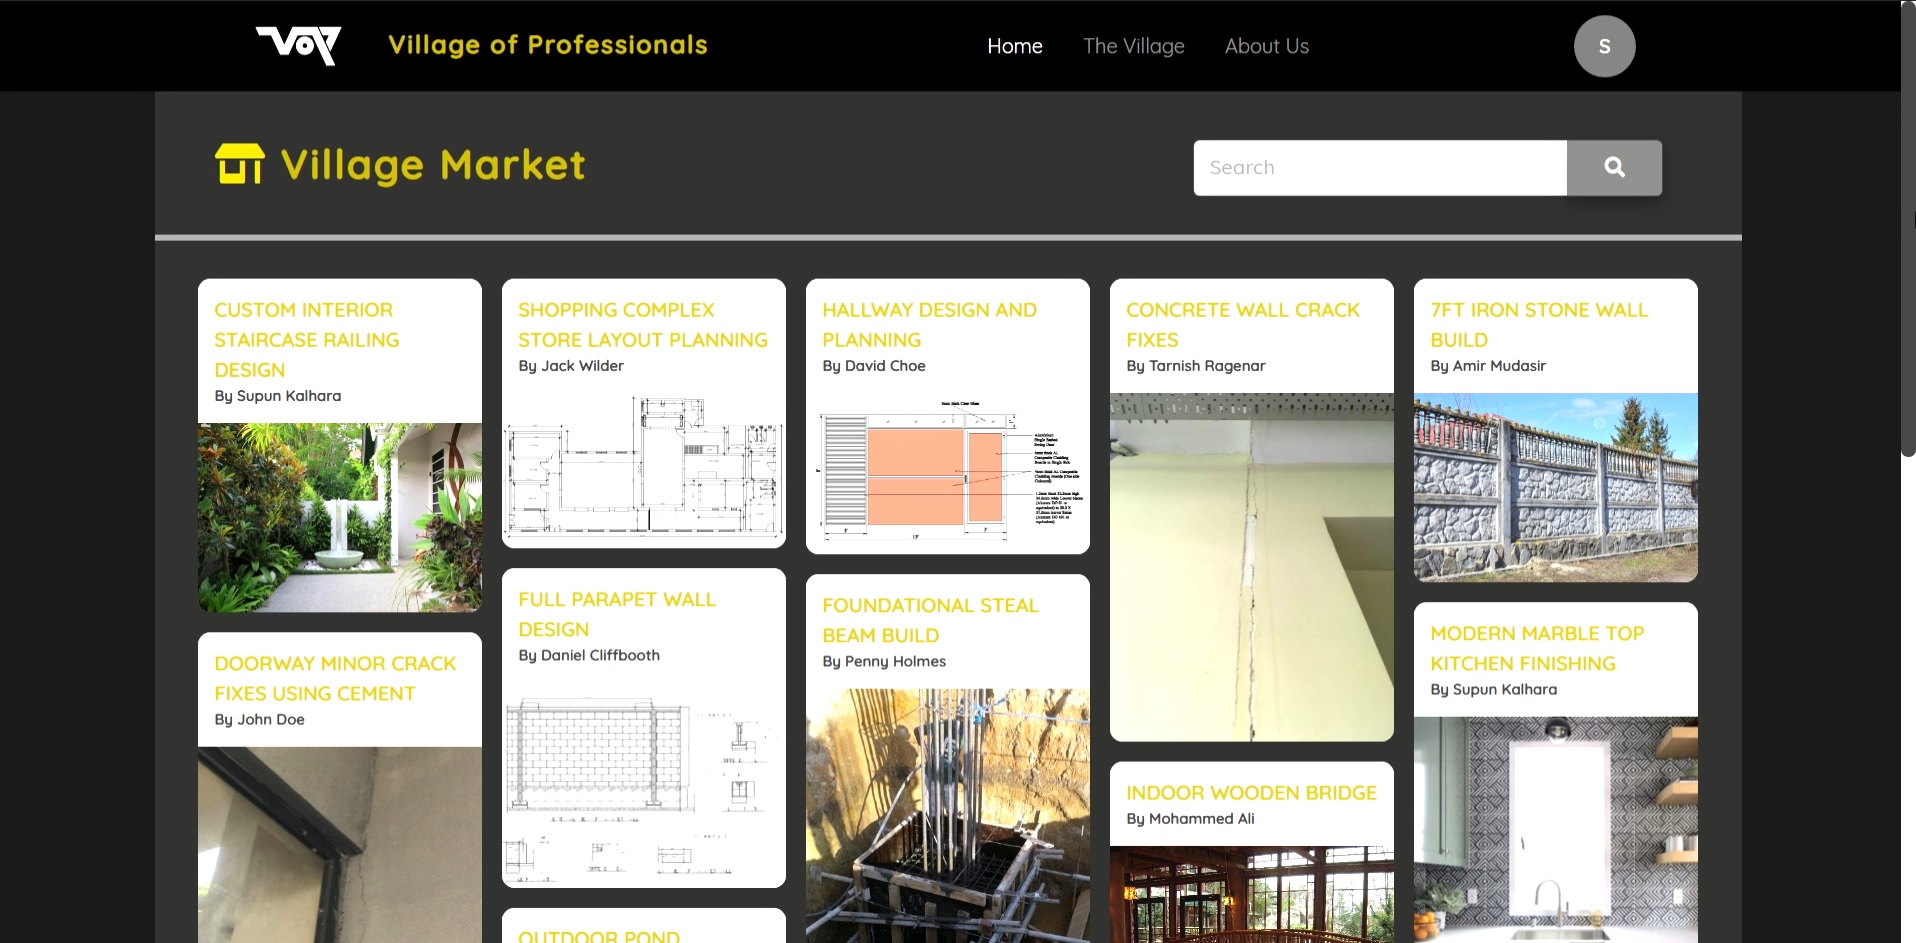 VOP
Village of Professionals
Home
The Village
About Us
S
Village Market
Search
CUSTOM INTERIOR
STAIRCASE RAILING
DESIGN
By Supun Kalhara
DOORWAY MINOR CRACK
FIXES USING CEMENT
By John Doe
SHOPPING COMPLEX
STORE LAYOUT PLANNING
By Jack Wilder
FULL PARAPET WALL
DESIGN
By Daniel Cliffbooth
OUTDOOR POND
HALLWAY DESIGN AND
PLANNING
By David Choe
FOUNDATIONAL STEAL
BEAM BUILD
By Penny Holmes
CONCRETE WALL CRACK
FIXES
By Tarnish Ragenar
INDOOR WOODEN BRIDGE
By Mohammed Ali
7FT IRON STONE WALL
BUILD
By Amir Mudasir
MODERN MARBLE TOP
KITCHEN FINISHING
By Supun Kalhara